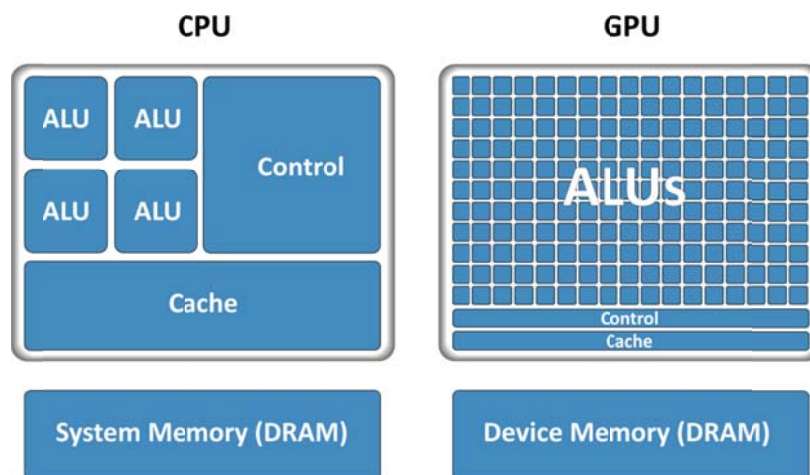 CPU
ALU ALU
Control
ALU ALU
Cache
System Memory (DRAM)
GPU
ALUs
Control
Cache
Device Memory (DRAM)